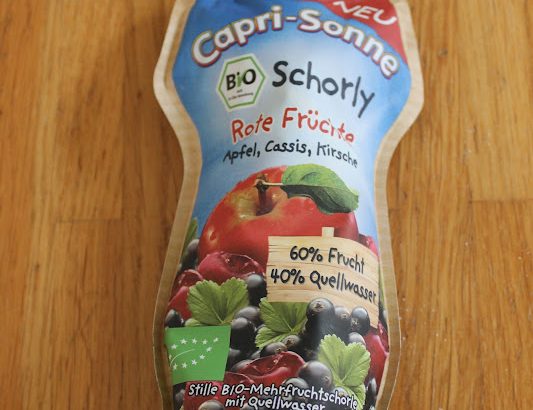 NEU
Capri-Sonne
BiO
Schorly
Rote Früchte
Apfel, Cassis, Kirsche
60% Frucht
40% Quellwasser
Stille BIO-Mehrfruchtschorle
mit Quellwasser